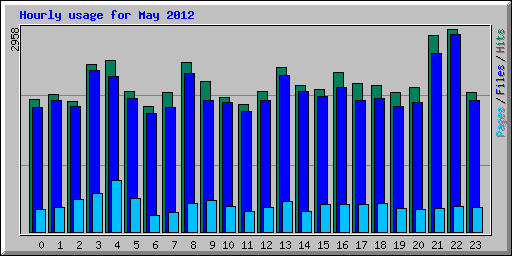 Hourly usage for May 2012
2958
0 1 2 3 4 5 6 7 8 9 10 11 12 13 14 15 16 17 18 19 20 21 22 23
Pages / Files / Hits